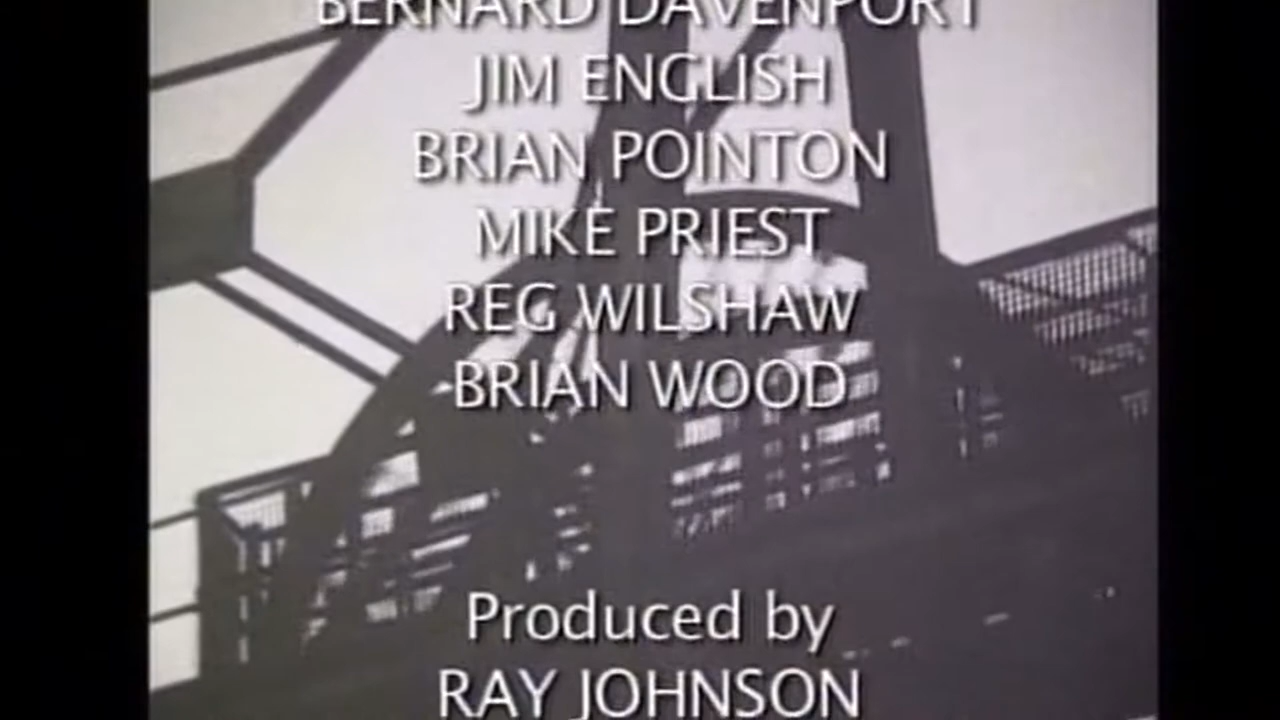 BERNARD DAVENPORT
JIM ENGLISH
BRIAN POINTON
MIKE PRIEST
REG WILSHAW
BRIAN WOOD
Produced by
RAY JOHNSON